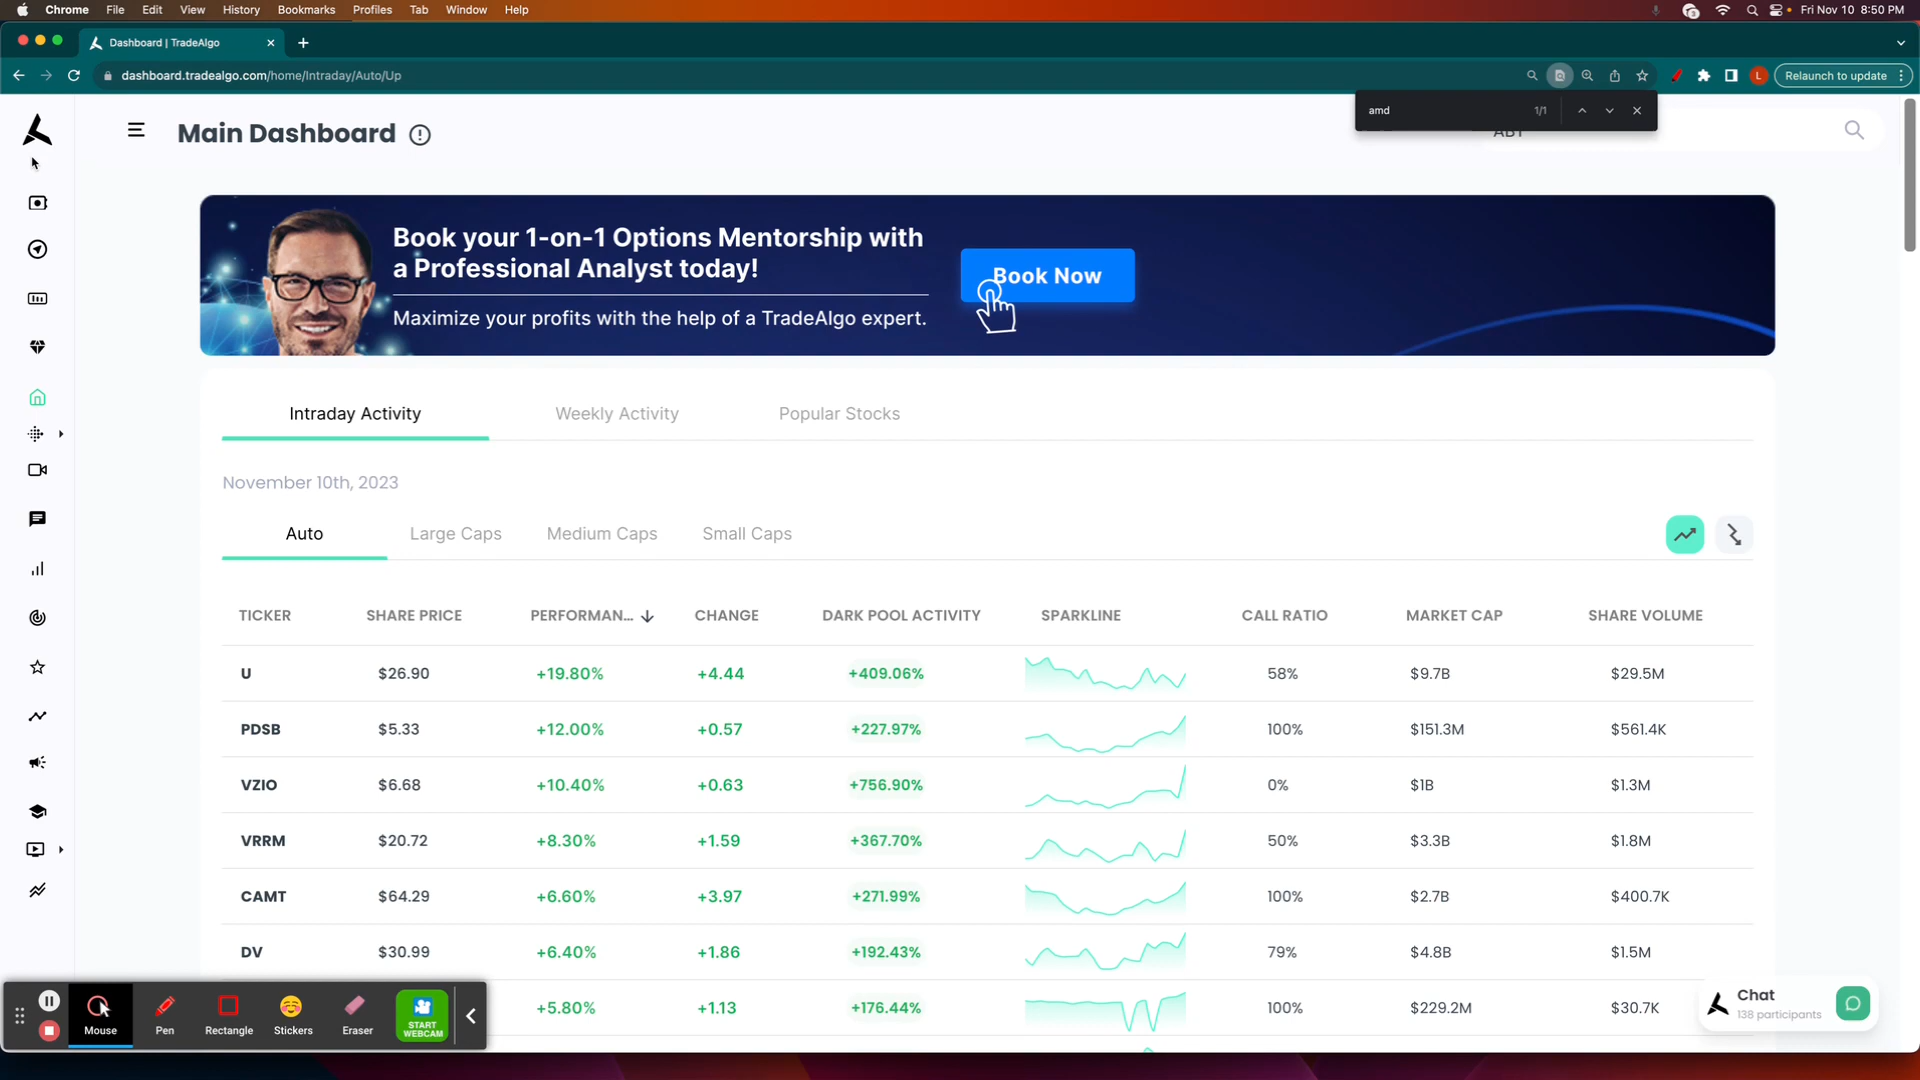 Chrome File Edit View History Bookmarks Profiles Tab Window Help
3
Fri Nov 10 8:50 PM
Dashboard | TradeAlgo
dashboard.tradealgo.com/home/Intraday/Auto/Up
L
Relaunch to update
amd 1/1
Main Dashboard
Book your 1-on-1 Options Mentorship with
a Professional Analyst today!
Book Now
Maximize your profits with the help of a TradeAlgo expert.
Intraday Activity Weekly Activity Popular Stocks
November 10th, 2023
Auto Large Caps Medium Caps Small Caps
TICKER SHARE PRICE PERFORMAN... CHANGE DARK POOL ACTIVITY SPARKLINE CALL RATIO MARKET CAP SHARE VOLUME
U $26.90 +19.80% +4.44 +409.06% 58% $9.7B $29.5M
PDSB $5.33 +12.00% +0.57 +227.97% 100% $151.3M $561.4K
VZIO $6.68 +10.40% +0.63 +756.90% 0% $1B $1.3M
VRRM $20.72 +8.30% +1.59 +367.70% 50% $3.3B $1.8M
CAMT $64.29 +6.60% +3.97 +271.99% 100% $2.7B $400.7K
DV $30.99 +6.40% +1.86 +192.43% 79% $4.8B $1.5M
+5.80% +1.13 +176.44% 100% $229.2M $30.7K
Mouse Pen Rectangle Stickers Eraser START
WEBCAM
Chat
138 participants